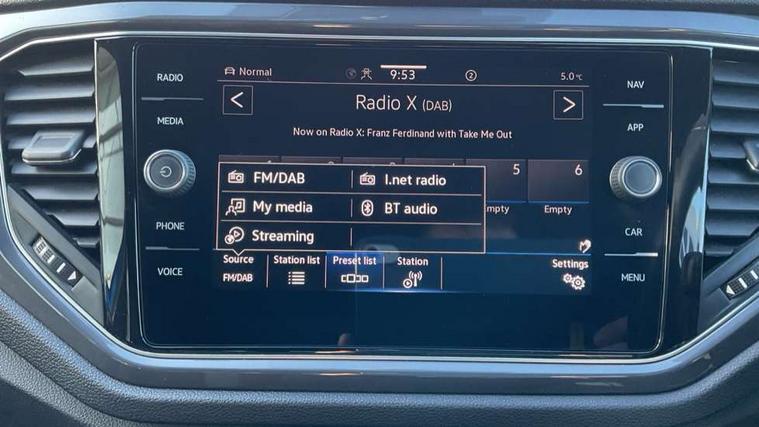 RADIO
MEDIA
PHONE
VOICE
Normal 9:53 2 5.0°C
Radio X (DAB)
Now on Radio X: Franz Ferdinand with Take Me Out
5 6
mpty Empty
FM/DAB I.net radio
My media BT audio
Streaming
Source Station list Preset list Station Settings
FM/DAB
NAV
APP
CAR
MENU